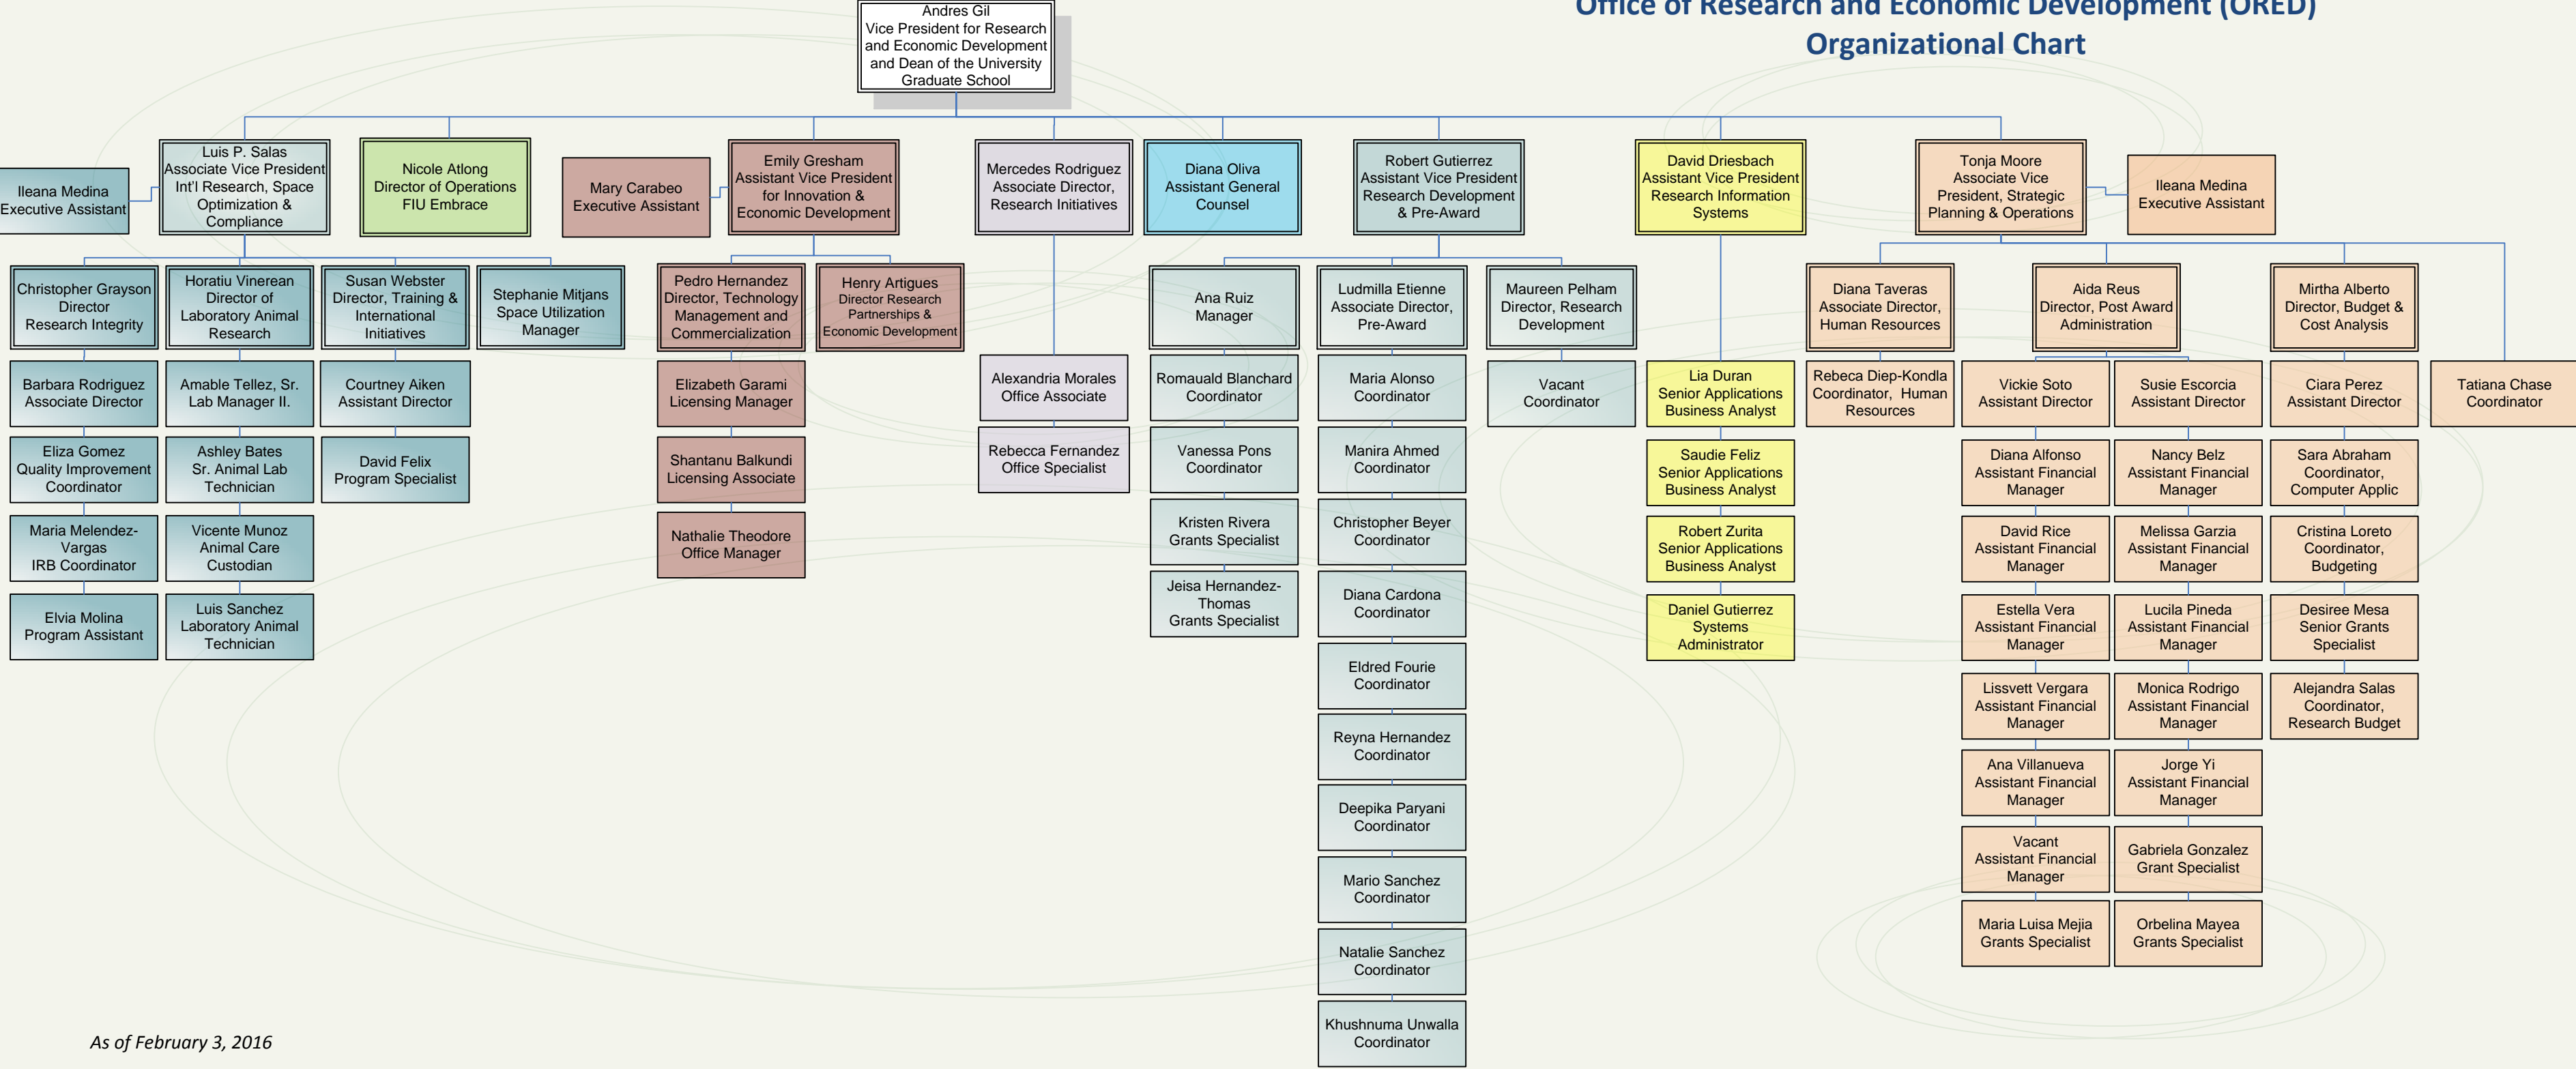 Office of Research and Economic Development (ORED)
Organizational Chart
Andres Gil
Vice President for Research
and Economic Development
and Dean of the University
Graduate School
Ileana Medina
Executive Assistant
Luis P. Salas
Associate Vice President
Int'l Research, Space
Optimization &
Compliance
Nicole Atlong
Director of Operations
FIU Embrace
Mary Carabeo
Executive Assistant
Emily Gresham
Assistant Vice President
for Innovation &
Economic Development
Mercedes Rodriguez
Associate Director,
Research Initiatives
Diana Oliva
Assistant General
Counsel
Robert Gutierrez
Assistant Vice President
Research Development
& Pre-Award
David Driesbach
Assistant Vice President
Research Information
Systems
Tonja Moore
Associate Vice
President, Strategic
Planning & Operations
Ileana Medina
Executive Assistant
Christopher Grayson
Director
Research Integrity
Horatiu Vinerean
Director of
Laboratory Animal
Research
Susan Webster
Director, Training &
International
Initiatives
Stephanie Mitjans
Space Utilization
Manager
Pedro Hernandez
Director, Technology
Management and
Commercialization
Henry Artigues
Director Research
Partnerships &
Economic Development
Ana Ruiz
Manager
Ludmilla Etienne
Associate Director,
Pre-Award
Maureen Pelham
Director, Research
Development
Diana Taveras
Associate Director,
Human Resources
Aida Reus
Director, Post Award
Administration
Mirtha Alberto
Director, Budget &
Cost Analysis
Barbara Rodriguez
Associate Director
Amable Tellez, Sr.
Lab Manager II.
Courtney Aiken
Assistant Director
Elizabeth Garami
Licensing Manager
Alexandria Morales
Office Associate
Romauald Blanchard
Coordinator
Maria Alonso
Coordinator
Vacant
Coordinator
Lia Duran
Senior Applications
Business Analyst
Rebeca Diep-Kondla
Coordinator, Human
Resources
Vickie Soto
Assistant Director
Susie Escorcia
Assistant Director
Ciara Perez
Assistant Director
Tatiana Chase
Coordinator
Eliza Gomez
Quality Improvement
Coordinator
Ashley Bates
Sr. Animal Lab
Technician
David Felix
Program Specialist
Shantanu Balkundi
Licensing Associate
Rebecca Fernandez
Office Specialist
Vanessa Pons
Coordinator
Manira Ahmed
Coordinator
Saudie Feliz
Senior Applications
Business Analyst
Diana Alfonso
Assistant Financial
Manager
Nancy Belz
Assistant Financial
Manager
Sara Abraham
Coordinator,
Computer Applic
Maria Melendez-
Vargas
IRB Coordinator
Vicente Munoz
Animal Care
Custodian
Nathalie Theodore
Office Manager
Kristen Rivera
Grants Specialist
Christopher Beyer
Coordinator
Robert Zurita
Senior Applications
Business Analyst
David Rice
Assistant Financial
Manager
Melissa Garzia
Assistant Financial
Manager
Cristina Loreto
Coordinator,
Budgeting
Elvia Molina
Program Assistant
Luis Sanchez
Laboratory Animal
Technician
Jeisa Hernandez-
Thomas
Grants Specialist
Diana Cardona
Coordinator
Daniel Gutierrez
Systems
Administrator
Estella Vera
Assistant Financial
Manager
Lucila Pineda
Assistant Financial
Manager
Desiree Mesa
Senior Grants
Specialist
Eldred Fourie
Coordinator
Lissvett Vergara
Assistant Financial
Manager
Monica Rodrigo
Assistant Financial
Manager
Alejandra Salas
Coordinator,
Research Budget
Reyna Hernandez
Coordinator
Ana Villanueva
Assistant Financial
Manager
Jorge Yi
Assistant Financial
Manager
Deepika Paryani
Coordinator
Vacant
Assistant Financial
Manager
Gabriela Gonzalez
Grant Specialist
Mario Sanchez
Coordinator
Maria Luisa Mejia
Grants Specialist
Orbelina Mayea
Grants Specialist
Natalie Sanchez
Coordinator
Khushnuma Unwalla
Coordinator
As of February 3, 2016